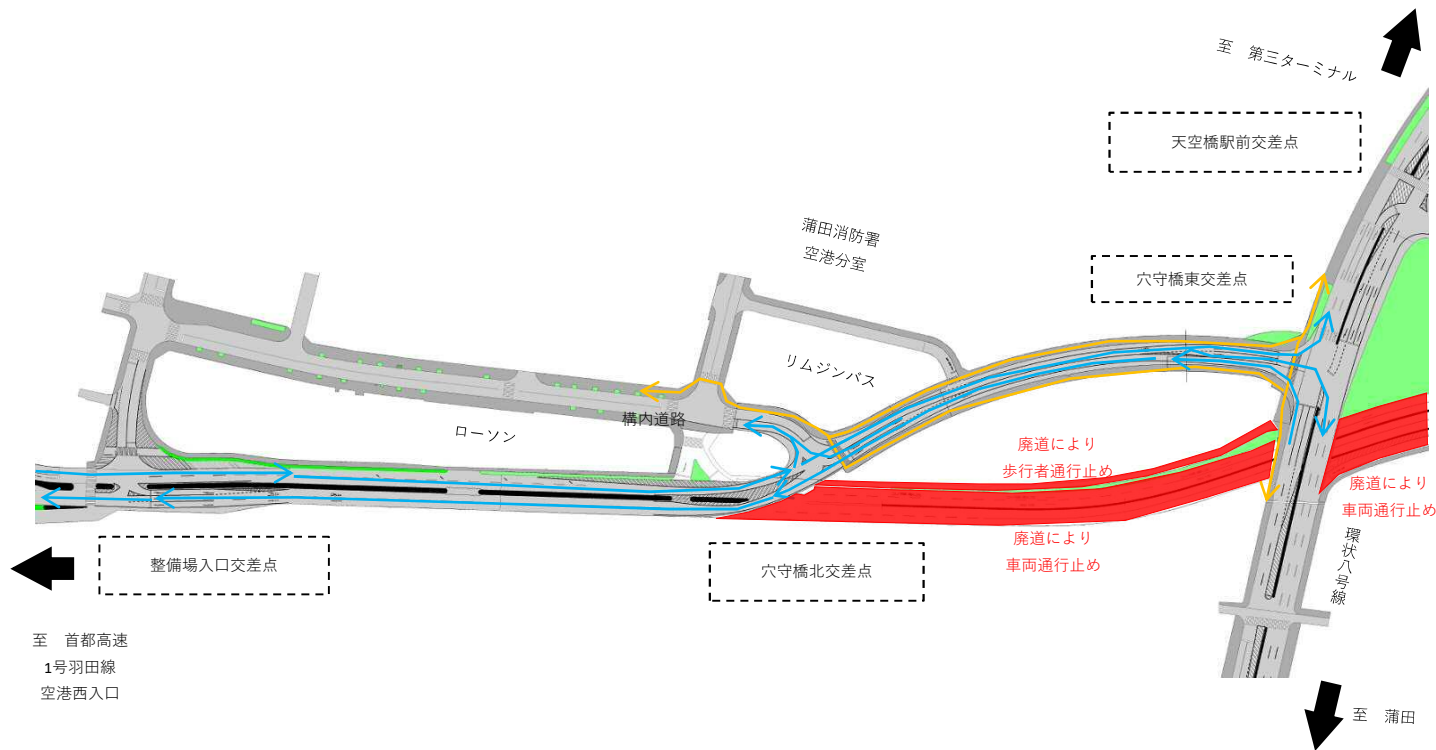 至　第三ターミナル
天空橋駅前交差点
蒲田消防署
空港分室
穴守橋東交差点
リムジンバス
構内道路
ローソン
廃道により
歩行者通行止め
廃道により
車両通行止め
廃道により
車両通行止め
環状八号線
整備場入口交差点
穴守橋北交差点
至　首都高速
1号羽田線
空港西入口
至　蒲田